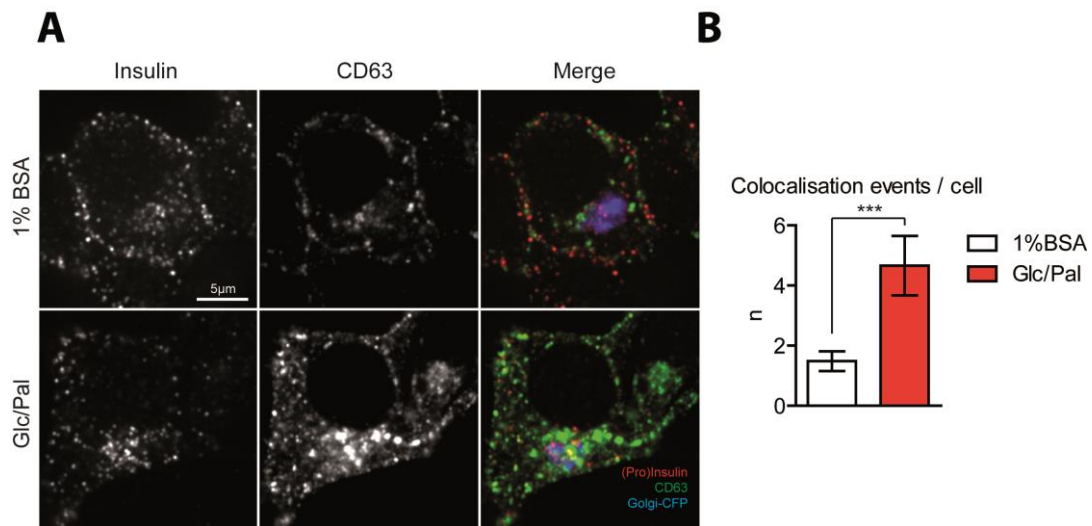 A
B
Insulin CD63 Merge
1% BSA
5μm
Glc/Pal
(Pro)Insulin
CD63
Golgi-CFP
Colocalisation events / cell
***
6
4
2
0
n
1%BSA
Glc/Pal